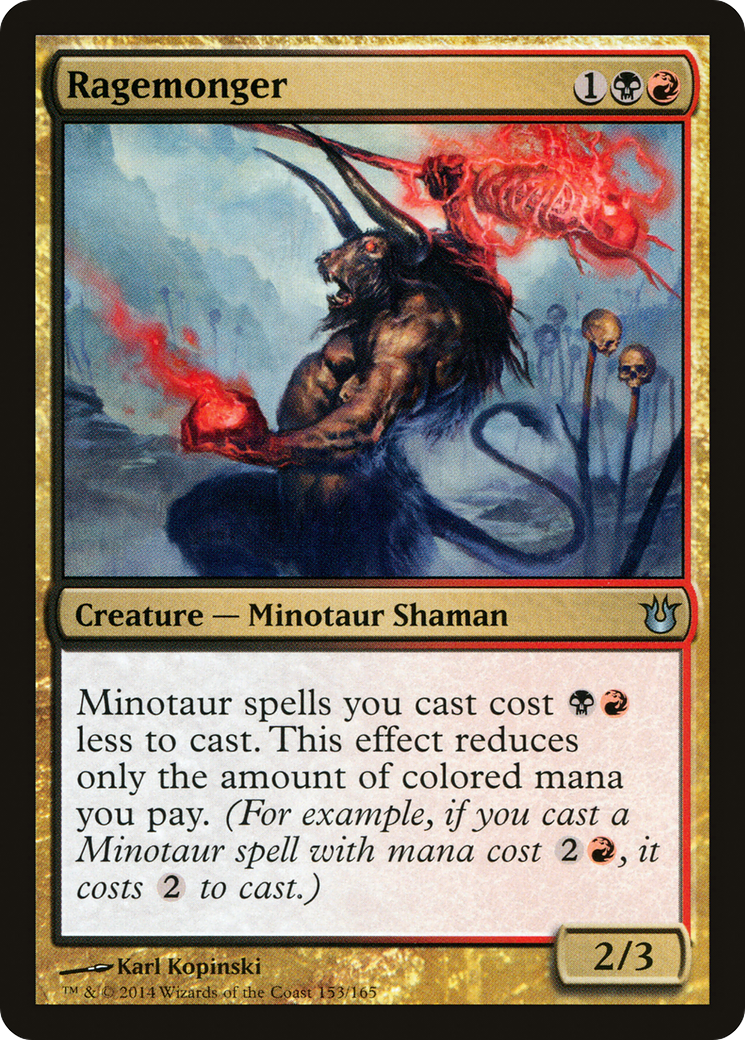 Ragemonger 1
Creature — Minotaur Shaman
Minotaur spells you cast cost
less to cast. This effect reduces
only the amount of colored mana
you pay. (For example, if you cast a
Minotaur spell with mana cost 2, it
costs 2 to cast.)
2/3
Karl Kopinski
™ & © 2014 Wizards of the Coast 153/165